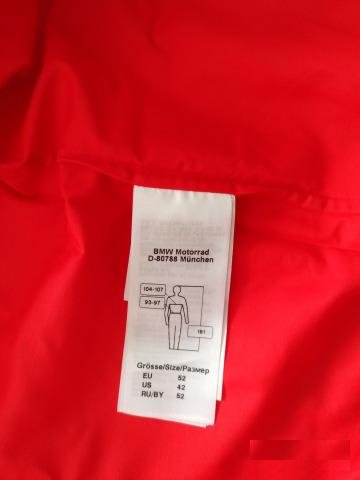 BMW Motorrad
D-80788 München
104-107
93-97
181
Grösse/Size/Размер
EU 52
US 42
RU/BY 52